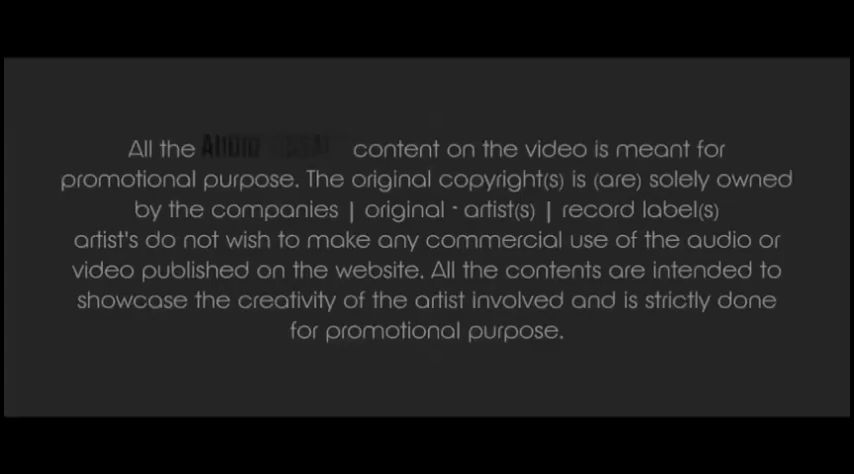 All the AUDIO content on the video is meant for
promotional purpose. The original copyright(s) is (are) solely owned
by the companies | original - artist(s) | record label(s)
artist's do not wish to make any commercial use of the audio or
video published on the website. All the contents are intended to
showcase the creativity of the artist involved and is strictly done
for promotional purpose.